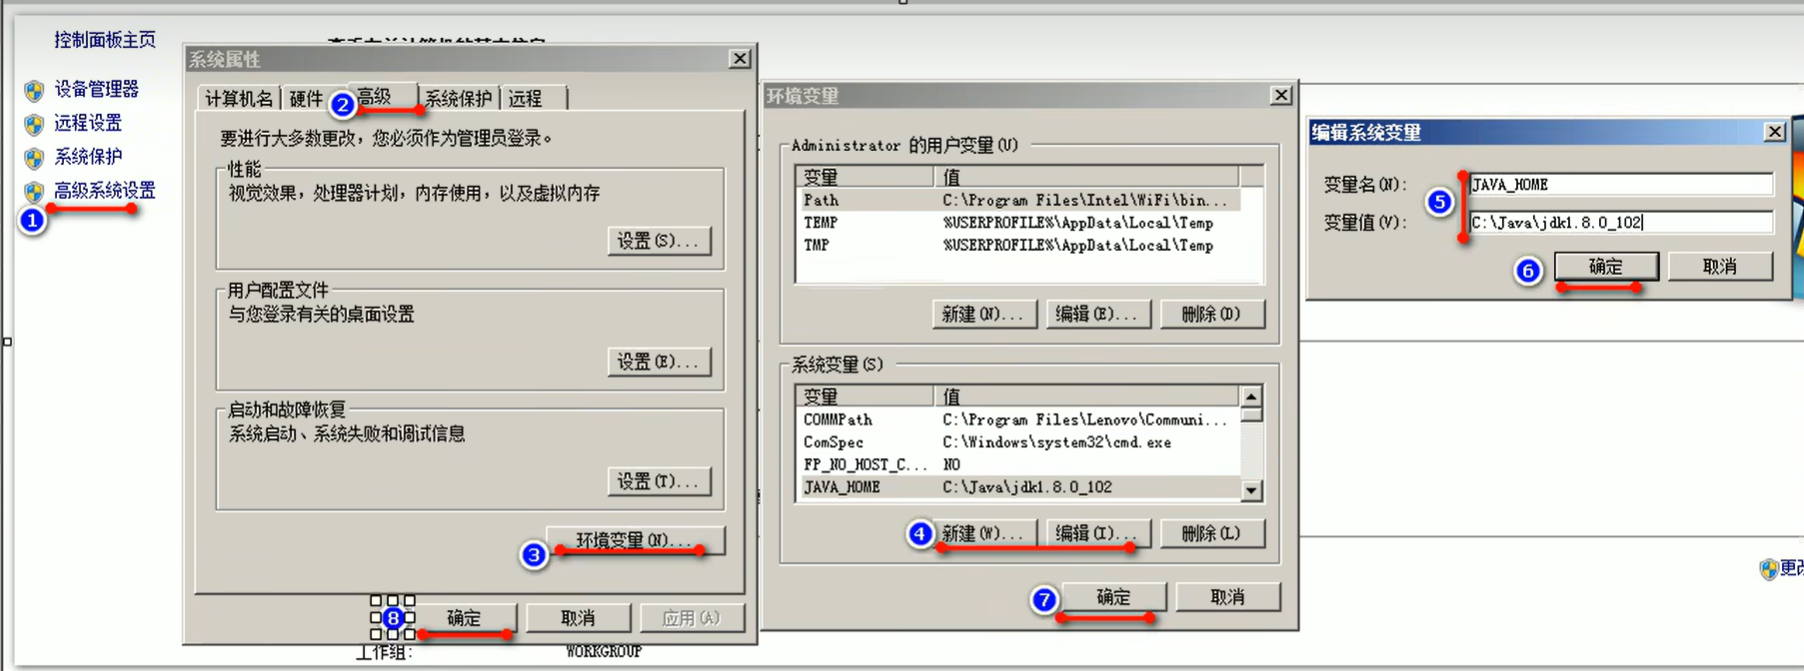 控制面板主页
设备管理器
远程设置
系统保护
高级系统设置
1
系统属性
计算机名 硬件 2 高级 系统保护 远程
要进行大多数更改，您必须作为管理员登录。
性能
视觉效果，处理器计划，内存使用，以及虚拟内存
设置(S)...
用户配置文件
与您登录有关的桌面设置
设置(E)...
启动和故障恢复
系统启动、系统失败和调试信息
设置(T)...
3 环境变量(N)...
8 确定 取消 应用(A)
工作组: WORKGROUP
环境变量
Administrator 的用户变量(U)
变量 值
Path C:\Program Files\Intel\WiFi\bin...
TEMP %USERPROFILE%\AppData\Local\Temp
TMP %USERPROFILE%\AppData\Local\Temp
新建(N)... 编辑(E)... 删除(D)
系统变量(S)
变量 值
COMMPath C:\Program Files\Lenovo\Communi...
ComSpec C:\Windows\system32\cmd.exe
FP_NO_HOST_C... NO
JAVA_HOME C:\Java\jdk1.8.0_102
4 新建(W)... 编辑(I)... 删除(L)
7 确定 取消
编辑系统变量
变量名(N): JAVA_HOME
5
变量值(V): C:\Java\jdk1.8.0_102
6 确定 取消
更改